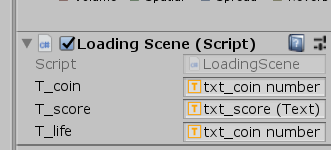 Loading Scene (Script)
Script LoadingScene
T_coin txt_coin number
T_score txt_score (Text)
T_life txt_coin number